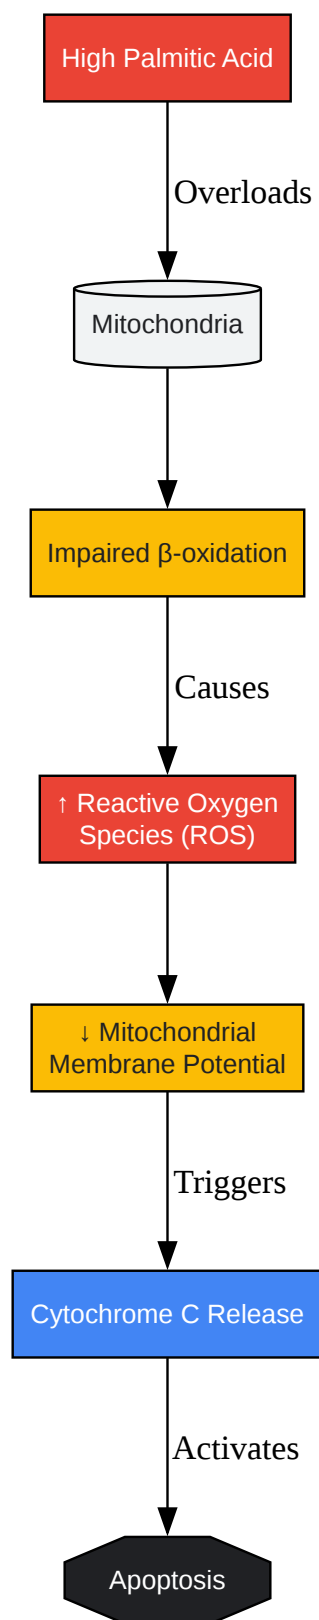 High Palmitic Acid
Overloads
Mitochondria
Impaired β-oxidation
Causes
↑ Reactive Oxygen
Species (ROS)
↓ Mitochondrial
Membrane Potential
Triggers
Cytochrome C Release
Activates
Apoptosis